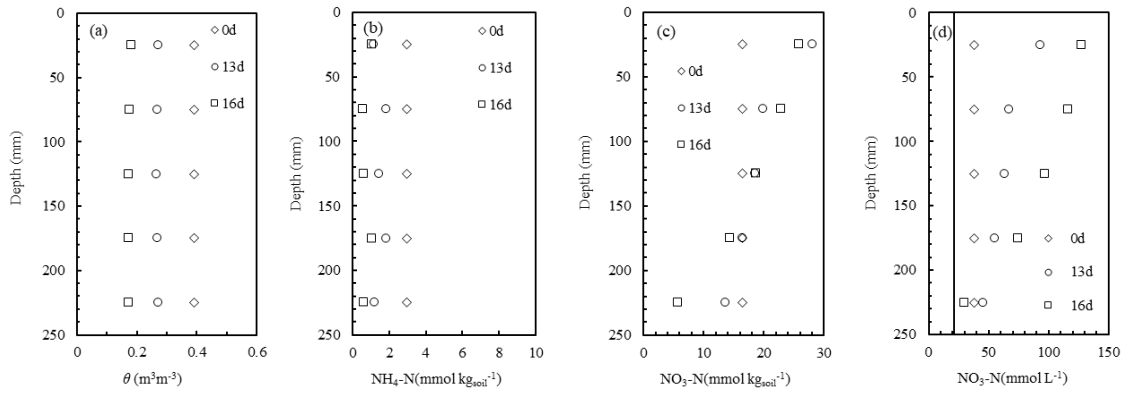 (a)
0d
13d
16d
0
50
100
150
200
250
Depth (mm)
0 0.2 0.4 0.6
θ (m³m⁻³)
(b)
0d
13d
16d
0
50
100
150
200
250
Depth (mm)
0 2 4 6 8 10
NH₄-N(mmol kgₛₒᵢₗ⁻¹)
(c)
0d
13d
16d
0
50
100
150
200
250
Depth (mm)
0 10 20 30
NO₃-N(mmol kgₛₒᵢₗ⁻¹)
(d)
0d
13d
16d
0
50
100
150
200
250
Depth (mm)
0 50 100 150
NO₃-N(mmol L⁻¹)